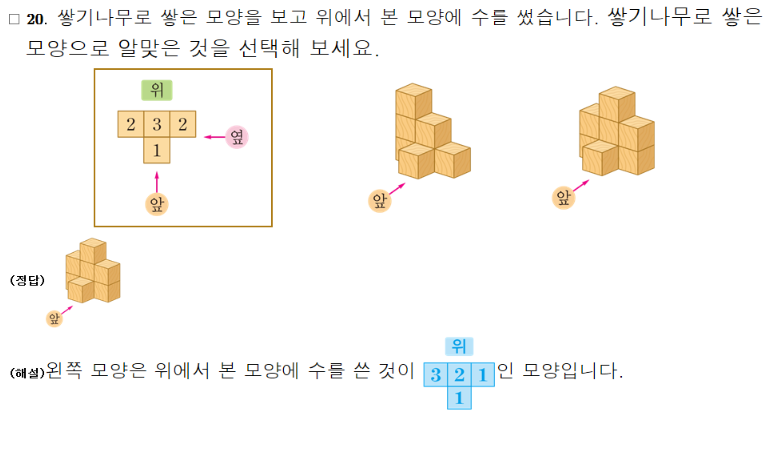 □ 20. 쌓기나무로 쌓은 모양을 보고 위에서 본 모양에 수를 썼습니다. 쌓기나무로 쌓은
모양으로 알맞은 것을 선택해 보세요.
위
2 3 2
옆
1
앞
앞
앞
(정답)
앞
위
(해설)왼쪽 모양은 위에서 본 모양에 수를 쓴 것이 3 2 1 인 모양입니다.
1